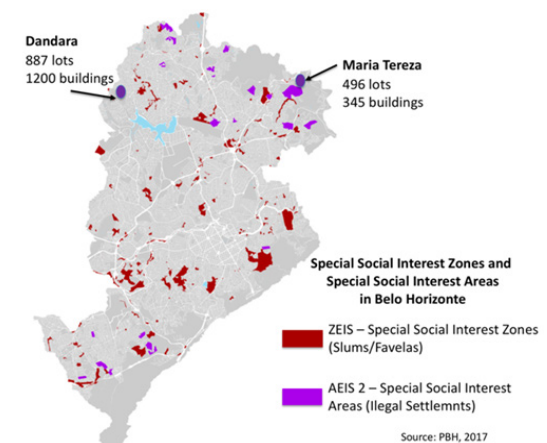 Dandara
887 lots
1200 buildings
Maria Tereza
496 lots
345 buildings
Special Social Interest Zones and
Special Social Interest Areas
in Belo Horizonte
ZEIS – Special Social Interest Zones
(Slums/Favelas)
AEIS 2 – Special Social Interest
Areas (Ilegal Settlemnts)
Source: PBH, 2017